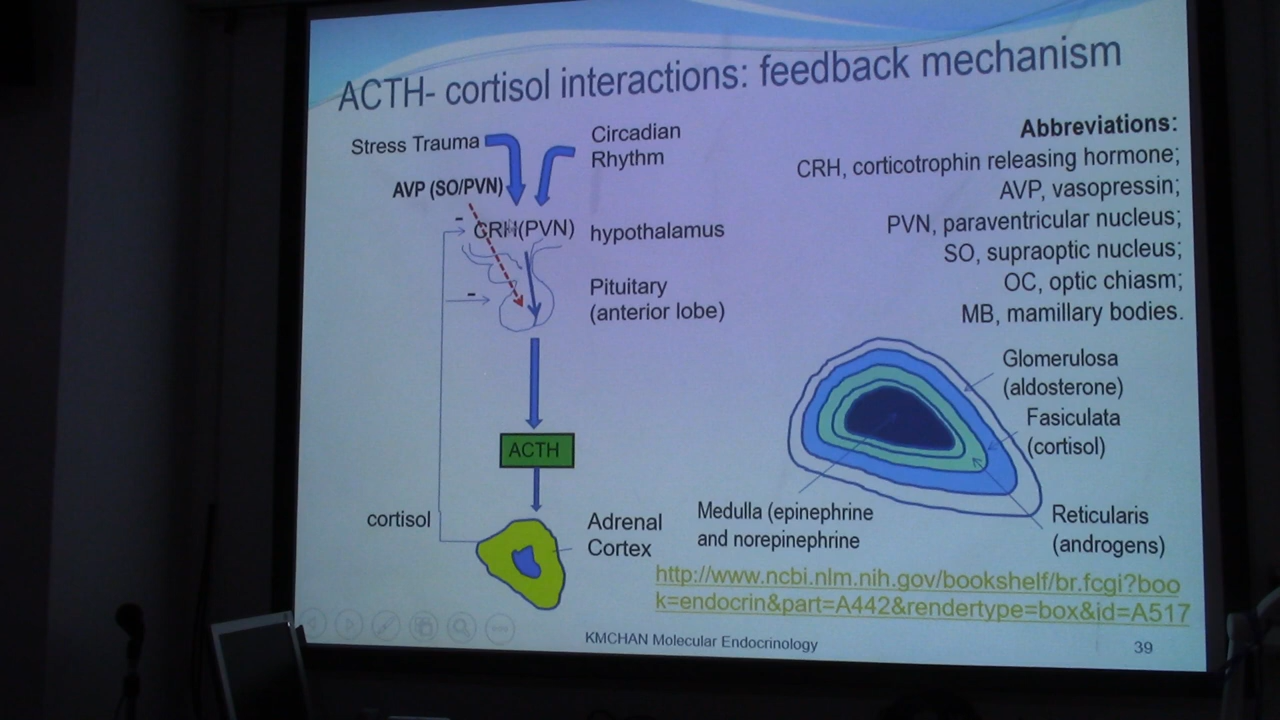 ACTH- cortisol interactions: feedback mechanism
Stress Trauma
Circadian
Rhythm
AVP (SO/PVN)
-
CRH(PVN)
hypothalamus
-
Pituitary
(anterior lobe)
ACTH
cortisol
Adrenal
Cortex
Abbreviations:
CRH, corticotrophin releasing hormone;
AVP, vasopressin;
PVN, paraventricular nucleus;
SO, supraoptic nucleus;
OC, optic chiasm;
MB, mamillary bodies.
Glomerulosa
(aldosterone)
Fasiculata
(cortisol)
Medulla (epinephrine
and norepinephrine
Reticularis
(androgens)
http://www.ncbi.nlm.nih.gov/bookshelf/br.fcgi?boo
k=endocrin&part=A442&rendertype=box&id=A517
KMCHAN Molecular Endocrinology
39